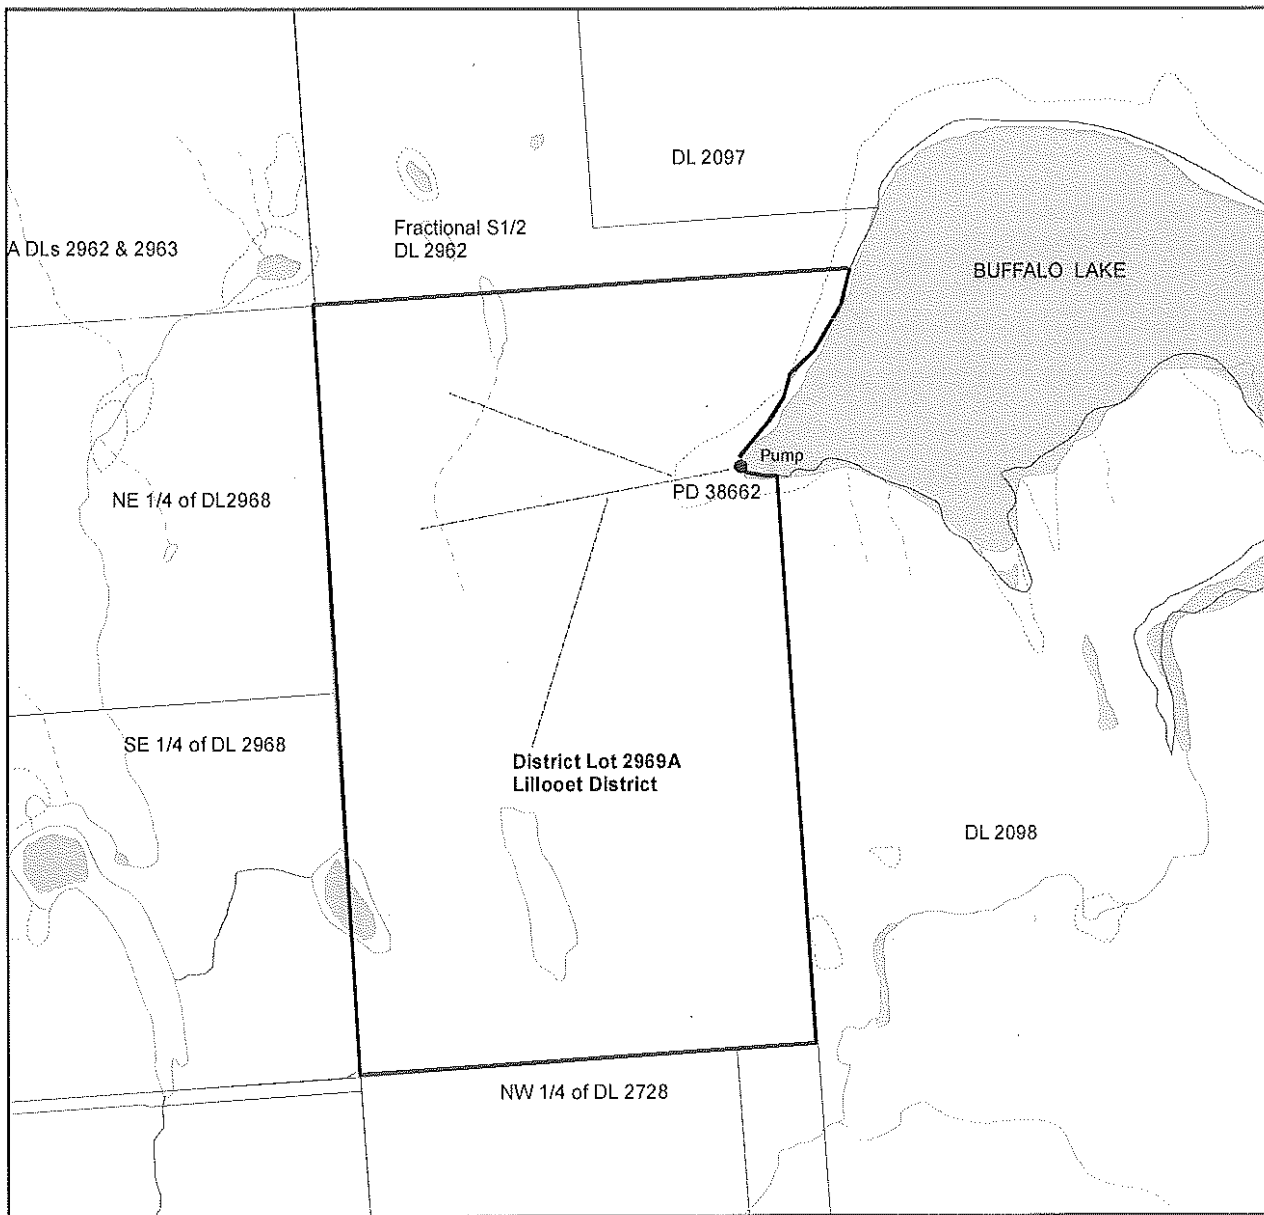 DL 2097
Fractional S1/2
DL 2962
A DLs 2962 & 2963
BUFFALO LAKE
Pump
PD 38662
NE 1/4 of DL2968
SE 1/4 of DL 2968
District Lot 2969A
Lillooet District
DL 2098
NW 1/4 of DL 2728